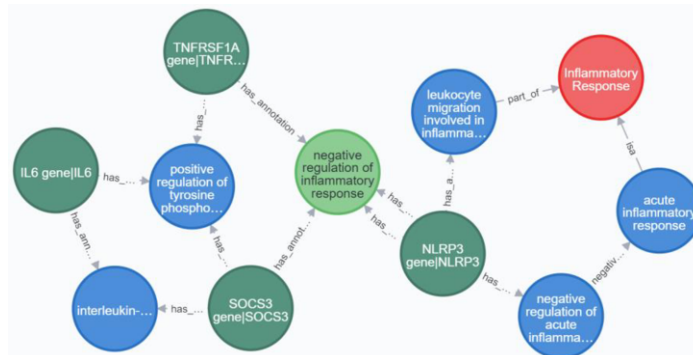 TNFRSF1A
gene|TNFR...
has_...
has_annotation
IL6 gene|IL6
has_...
positive
regulation of
tyrosine
phospho...
has_ann...
negative
regulation of
inflammatory
response
has_...
has_annot...
interleukin-...
has_...
SOCS3
gene|SOCS3
leukocyte
migration
involved in
inflamma...
part_of
Inflammatory
Response
has_a...
isa
has_...
has_...
NLRP3
gene|NLRP3
acute
inflammatory
response
has_...
negativ...
negative
regulation of
acute
inflamma...